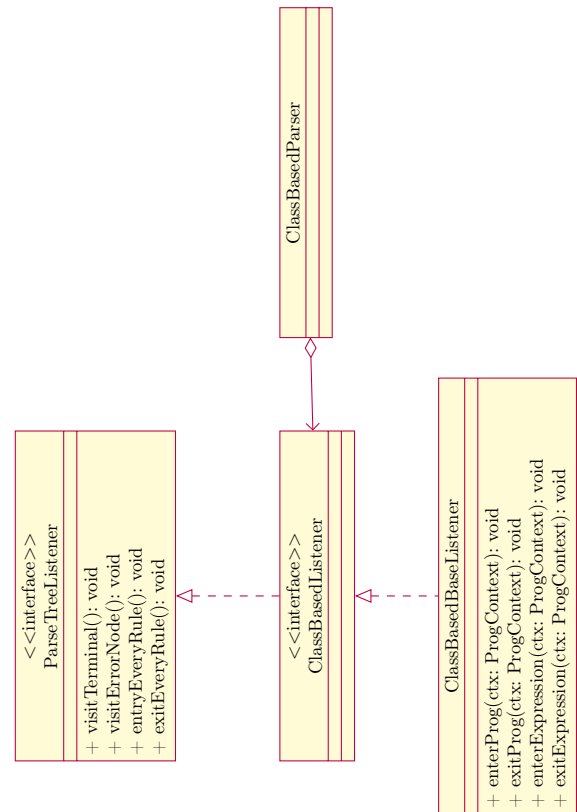 <<interface>>
ParseTreeListener
+ visitTerminal(): void
+ visitErrorNode(): void
+ entryEveryRule(): void
+ exitEveryRule(): void
<<interface>>
ClassBasedListener
ClassBasedParser
ClassBasedBaseListener
+ enterProg(ctx: ProgContext): void
+ exitProg(ctx: ProgContext): void
+ enterExpression(ctx: ProgContext): void
+ exitExpression(ctx: ProgContext): void